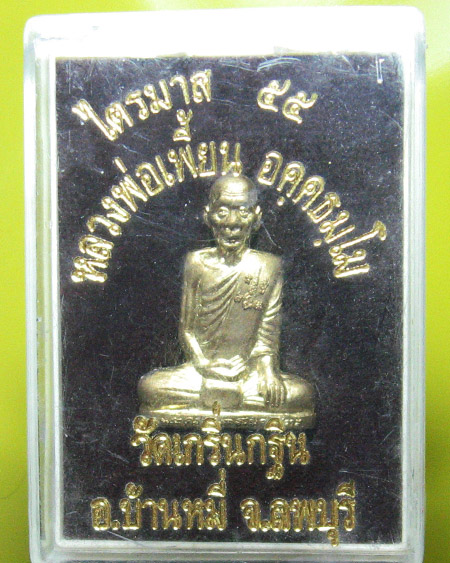 ไตรมาส ๕๕
หลวงพ่อเพี้ยน อคฺคธมฺโม
วัดเกริ่นกฐิน
อ.บ้านหมี่ จ.ลพบุรี